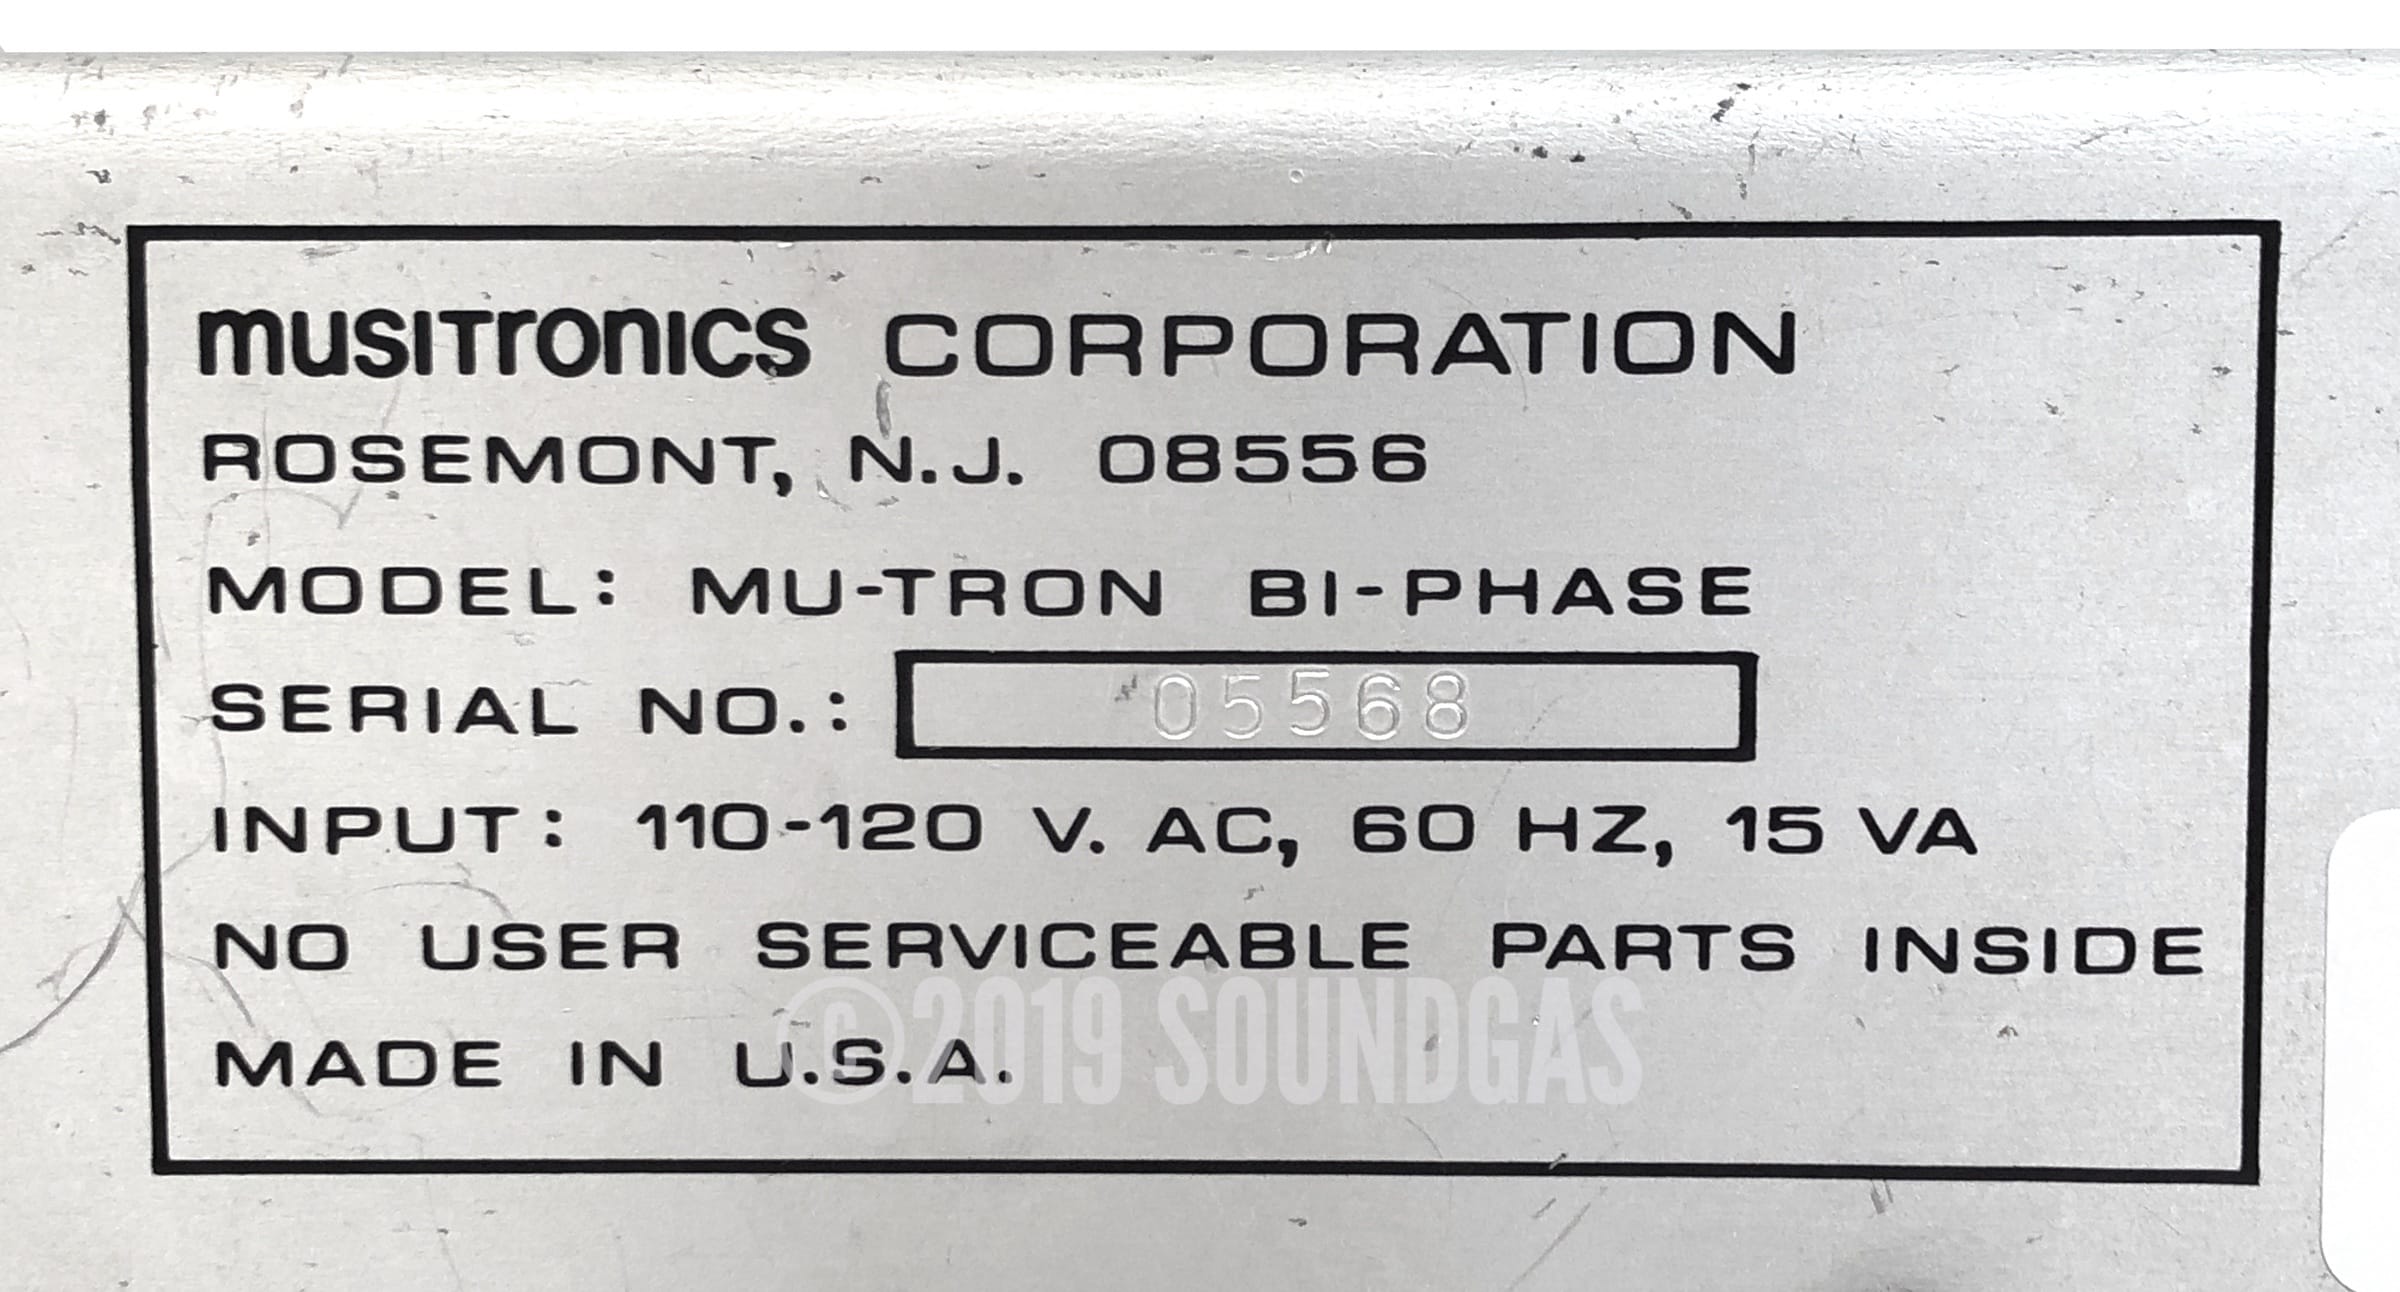 musitronics CORPORATION
ROSEMONT, N.J. 08556
MODEL: MU-TRON BI-PHASE
SERIAL NO.: 05568
INPUT: 110-120 V. AC, 60 HZ, 15 VA
NO USER SERVICEABLE PARTS INSIDE
MADE IN U.S.A.
©2019 SOUNDGAS